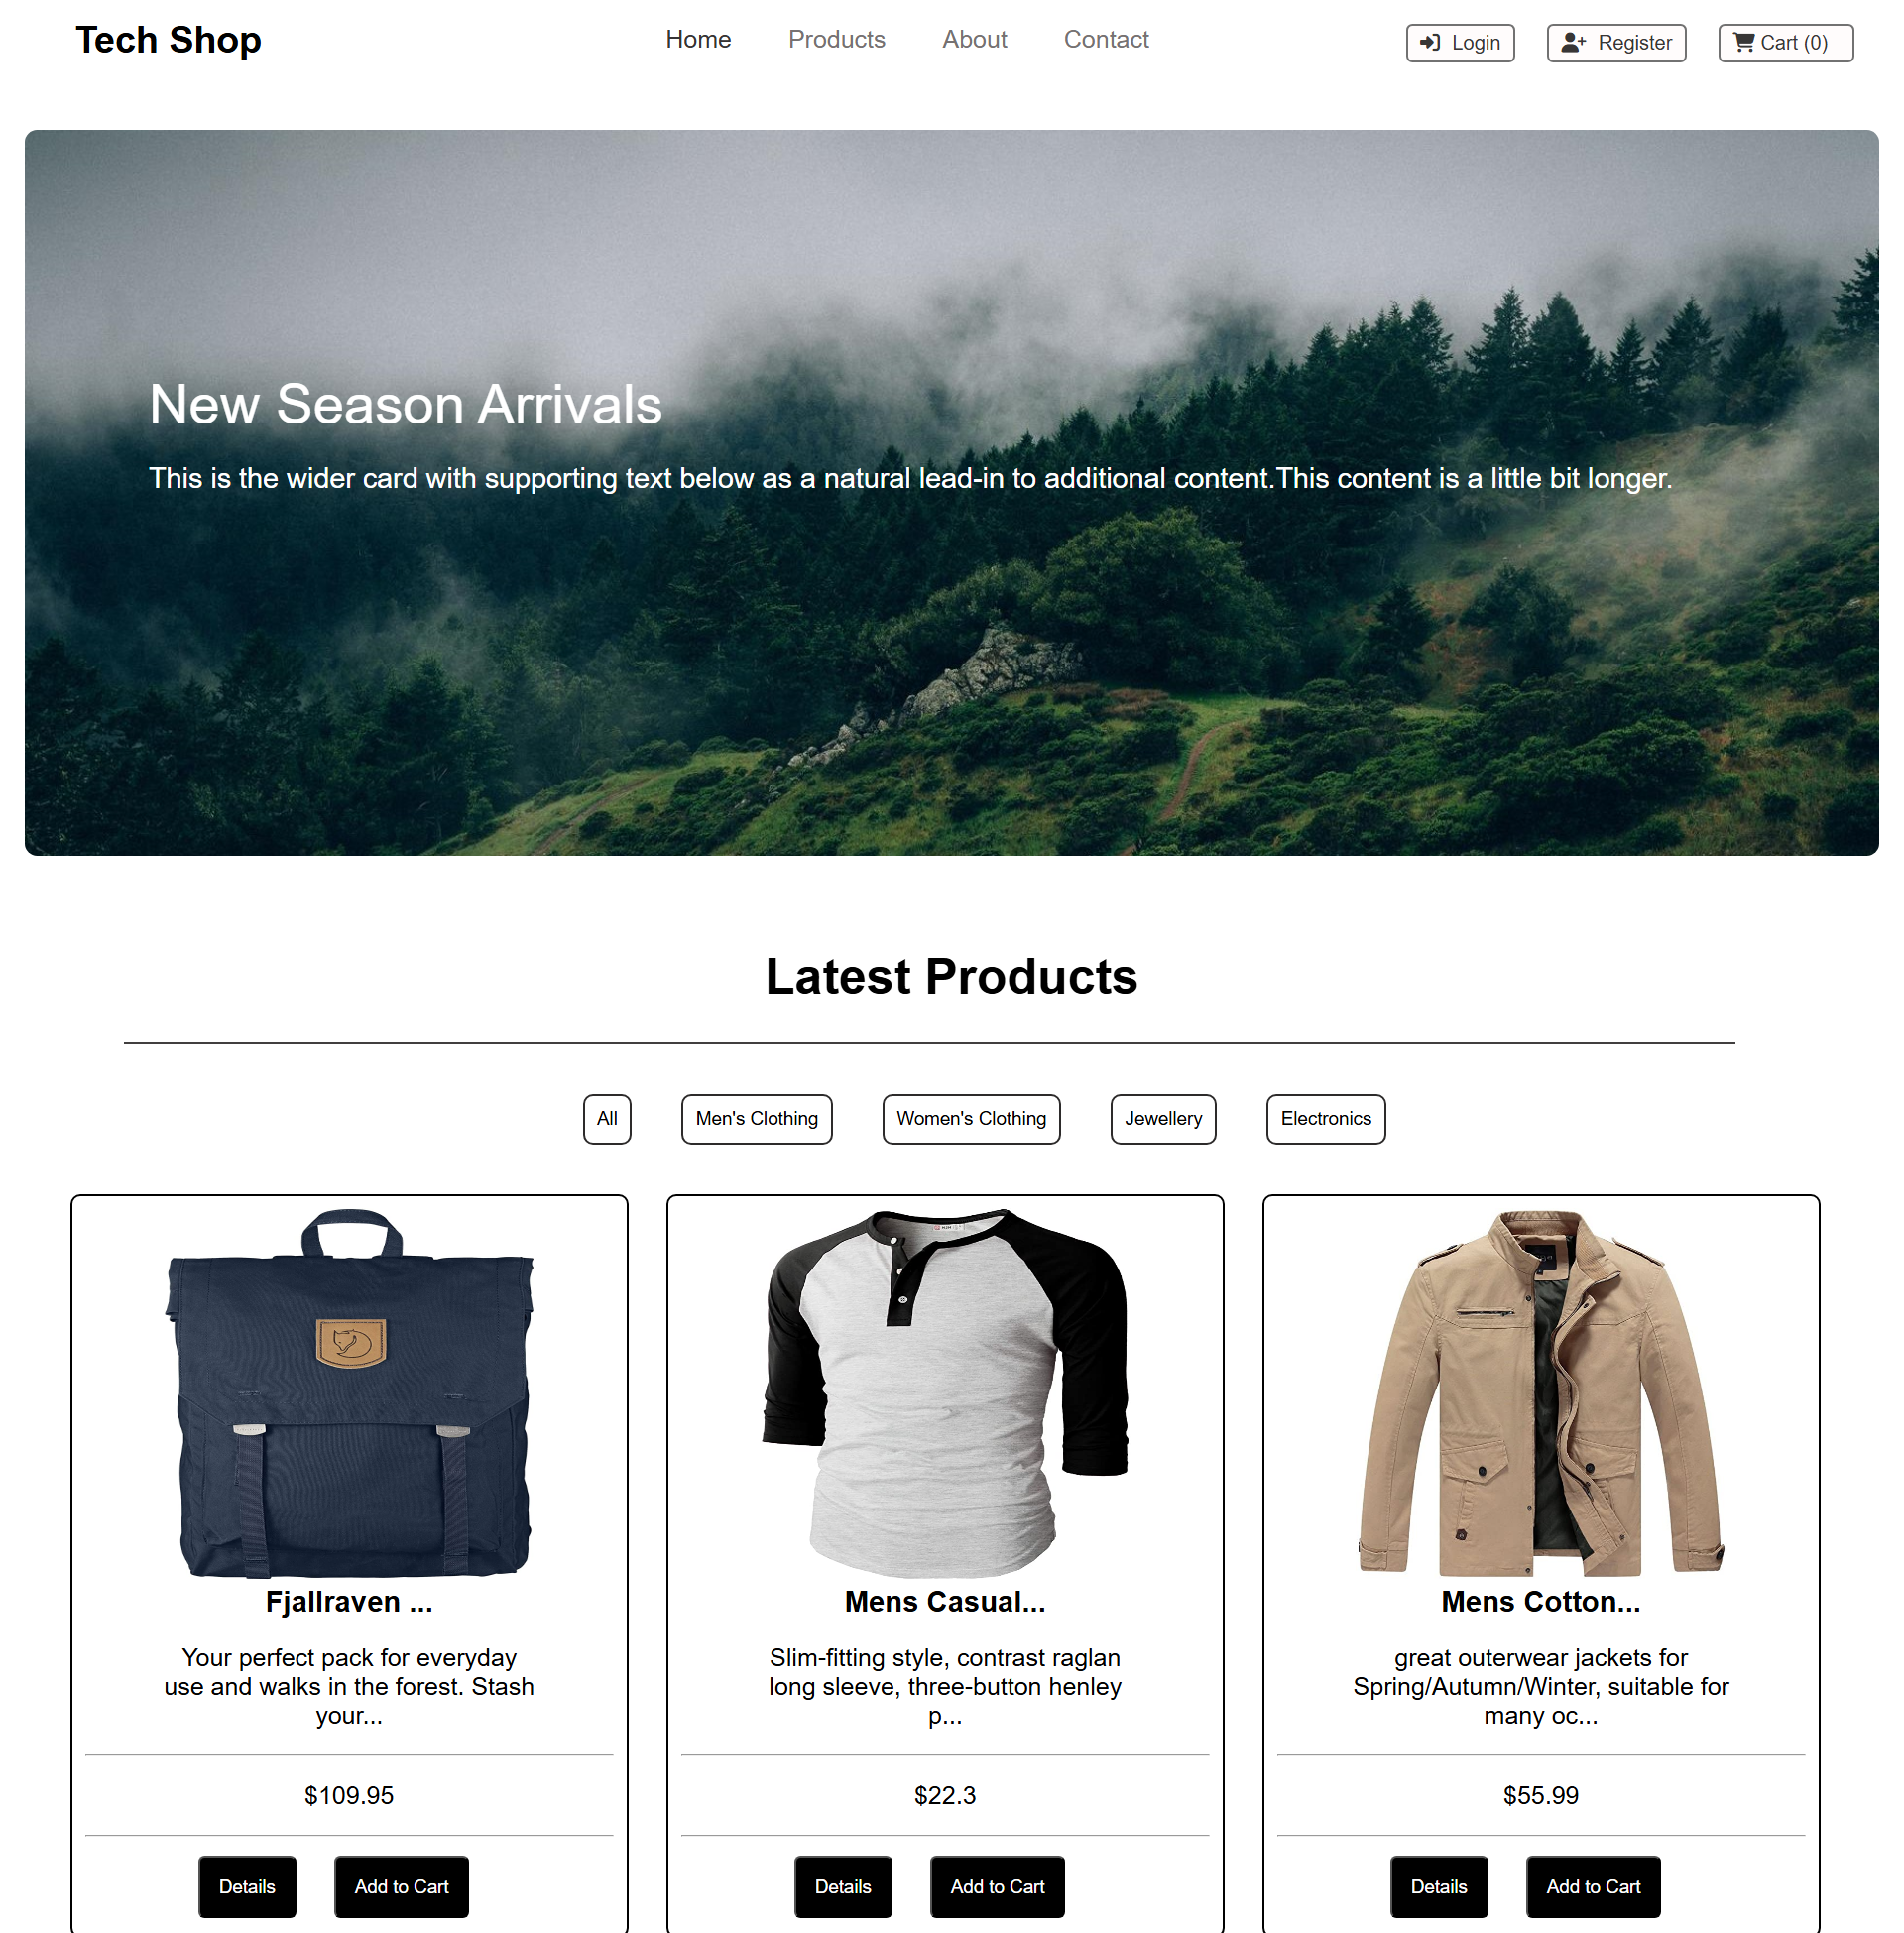 Tech Shop
Home Products About Contact
Login Register Cart (0)
New Season Arrivals
This is the wider card with supporting text below as a natural lead-in to additional content.This content is a little bit longer.
Latest Products
All Men's Clothing Women's Clothing Jewellery Electronics
Fjallraven ...
Your perfect pack for everyday
use and walks in the forest. Stash
your...
$109.95
Details Add to Cart
Mens Casual...
Slim-fitting style, contrast raglan
long sleeve, three-button henley
p...
$22.3
Details Add to Cart
Mens Cotton...
great outerwear jackets for
Spring/Autumn/Winter, suitable for
many oc...
$55.99
Details Add to Cart